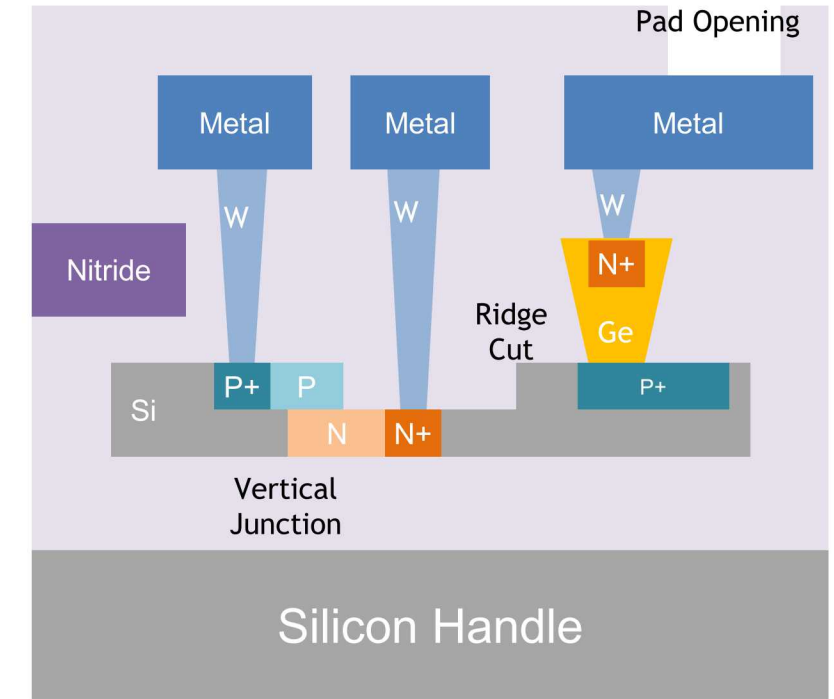 Pad Opening
Metal
Metal
Metal
W
W
W
Nitride
N+
Ridge
Cut
Ge
Si
P+
P
P+
N
N+
Vertical
Junction
Silicon Handle